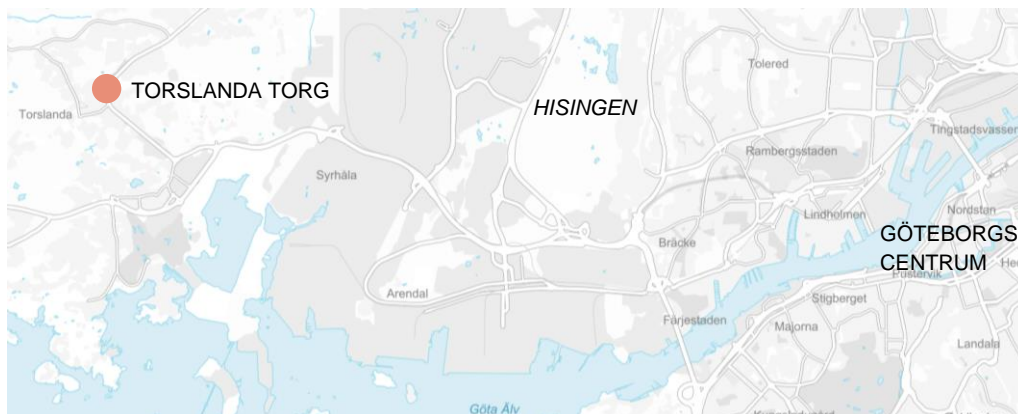 Tolered
TORSLANDA TORG
HISINGEN
Torslanda
Tingstadsvasser
Rambergsstaden
Syrhåla
Nordstan
Lindholmen
GÖTEBORGS
CENTRUM
Bräcke
Arendal
Stigberget
Färjestaden
Majorna
Landala
Göta Älv